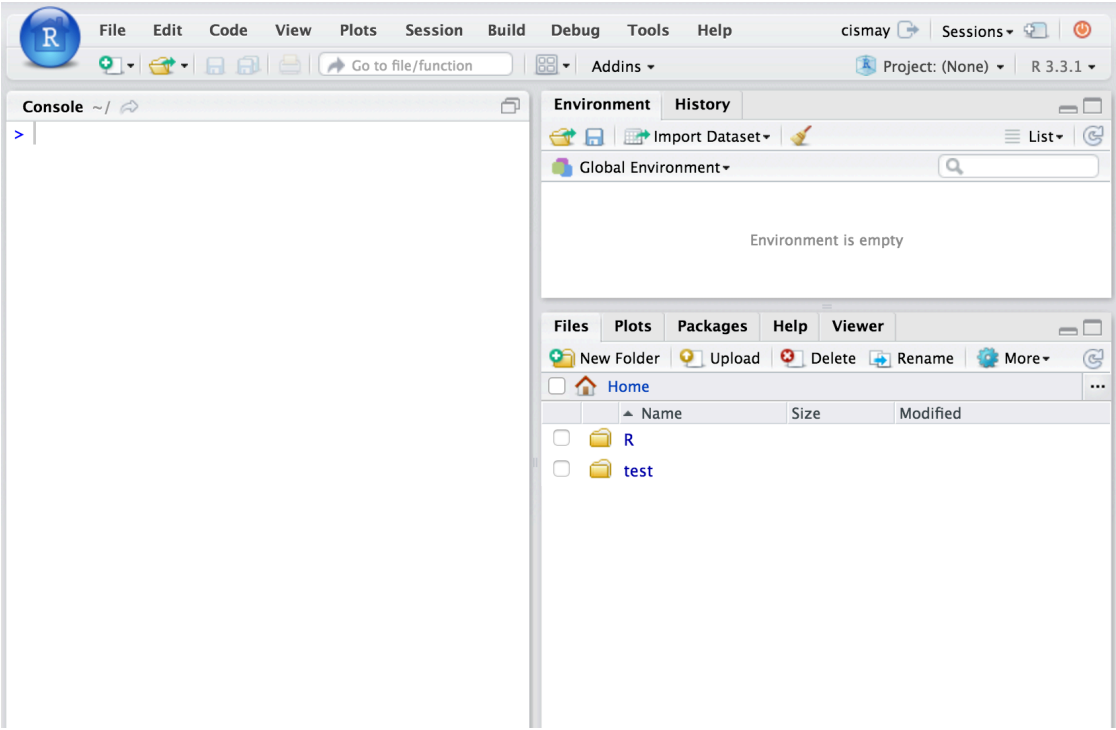 R File Edit Code View Plots Session Build Debug Tools Help cismay Sessions
Go to file/function Addins Project: (None) R 3.3.1
Console ~/
>
Environment History
Import Dataset List
Global Environment
Environment is empty
Files Plots Packages Help Viewer
New Folder Upload Delete Rename More
Home ...
Name Size Modified
R
test